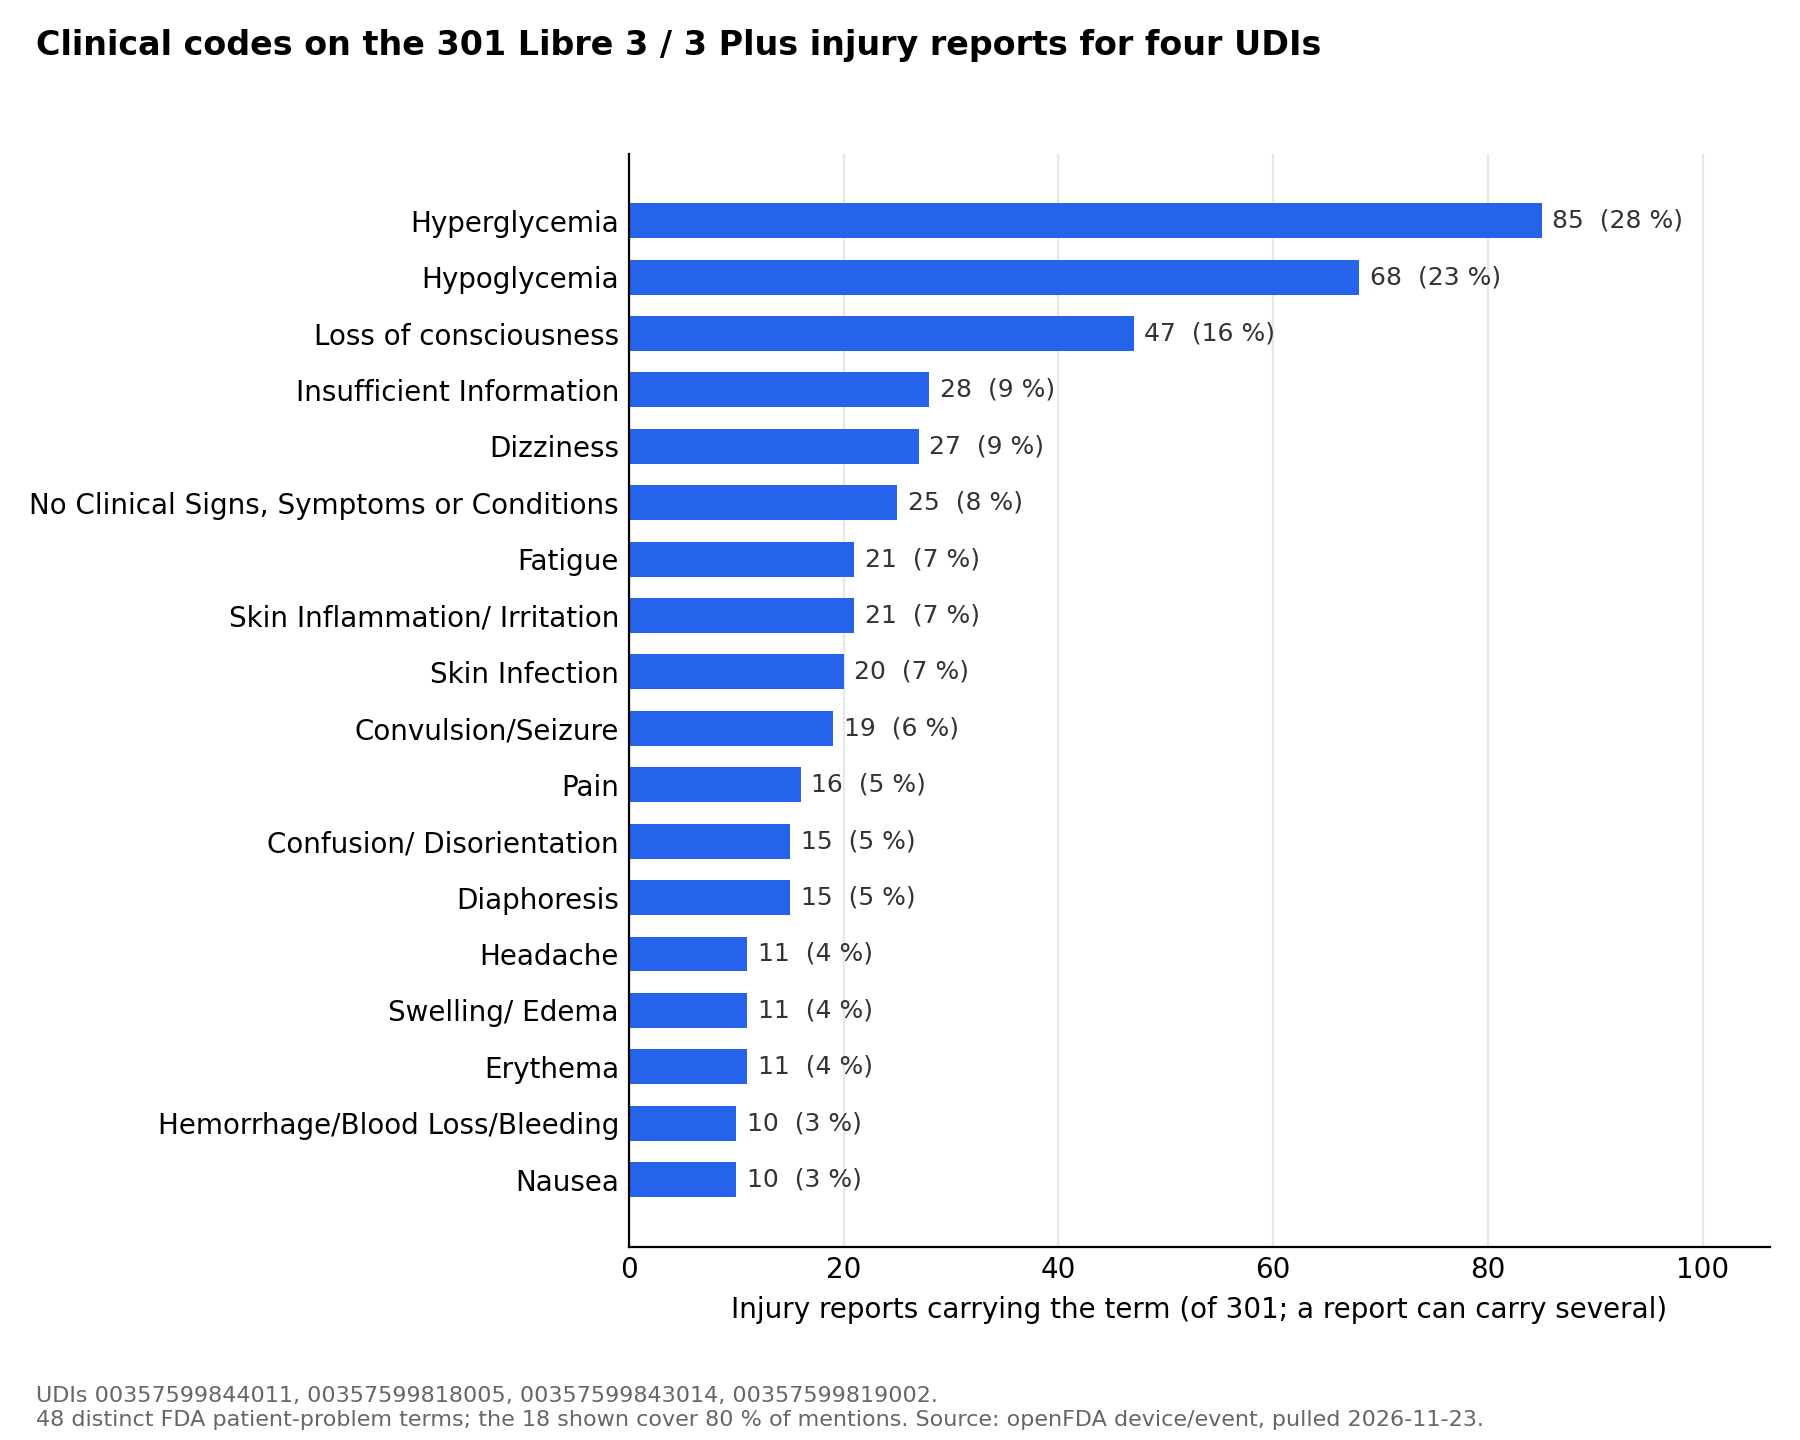 Clinical codes on the 301 Libre 3 / 3 Plus injury reports for four UDIs
Hyperglycemia 85 (28 %)
Hypoglycemia 68 (23 %)
Loss of consciousness 47 (16 %)
Insufficient Information 28 (9 %)
Dizziness 27 (9 %)
No Clinical Signs, Symptoms or Conditions 25 (8 %)
Fatigue 21 (7 %)
Skin Inflammation/ Irritation 21 (7 %)
Skin Infection 20 (7 %)
Convulsion/Seizure 19 (6 %)
Pain 16 (5 %)
Confusion/ Disorientation 15 (5 %)
Diaphoresis 15 (5 %)
Headache 11 (4 %)
Swelling/ Edema 11 (4 %)
Erythema 11 (4 %)
Hemorrhage/Blood Loss/Bleeding 10 (3 %)
Nausea 10 (3 %)
0 20 40 60 80 100
Injury reports carrying the term (of 301; a report can carry several)
UDIs 00357599844011, 00357599818005, 00357599843014, 00357599819002.
48 distinct FDA patient-problem terms; the 18 shown cover 80 % of mentions. Source: openFDA device/event, pulled 2026-11-23.